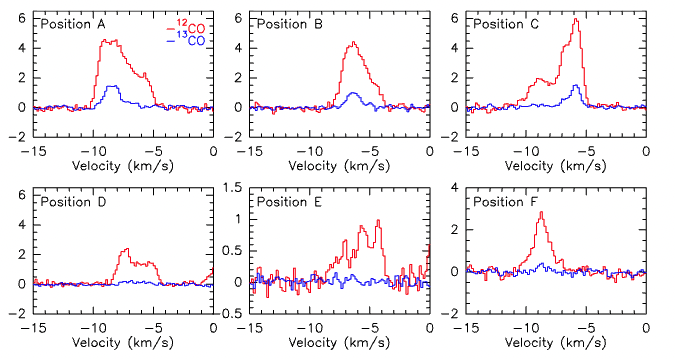 Position A
—¹²CO
—¹³CO
6
4
2
0
−2
−15 −10 −5 0
Velocity (km/s)
Position B
6
4
2
0
−2
−15 −10 −5 0
Velocity (km/s)
Position C
6
4
2
0
−2
−15 −10 −5 0
Velocity (km/s)
Position D
6
4
2
0
−2
−15 −10 −5 0
Velocity (km/s)
Position E
1.5
1
0.5
0
0.5
−15 −10 −5 0
Velocity (km/s)
Position F
4
2
0
−2
−15 −10 −5 0
Velocity (km/s)